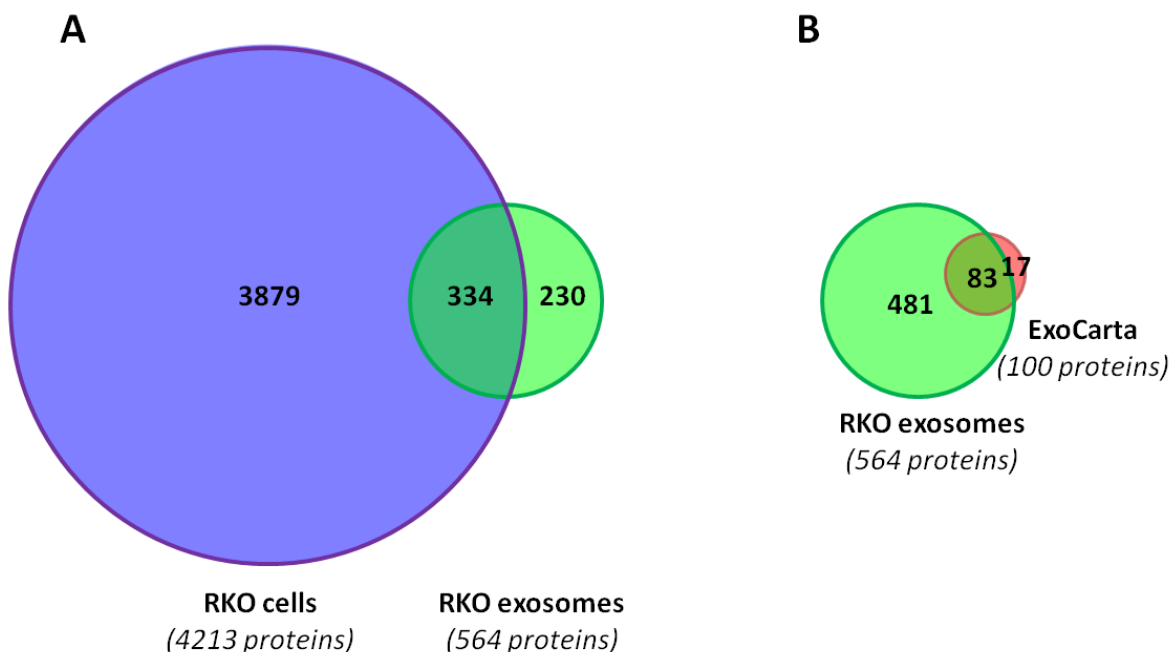 A
3879
334
230
RKO cells
(4213 proteins)
RKO exosomes
(564 proteins)
B
481
83
17
ExoCarta
(100 proteins)
RKO exosomes
(564 proteins)